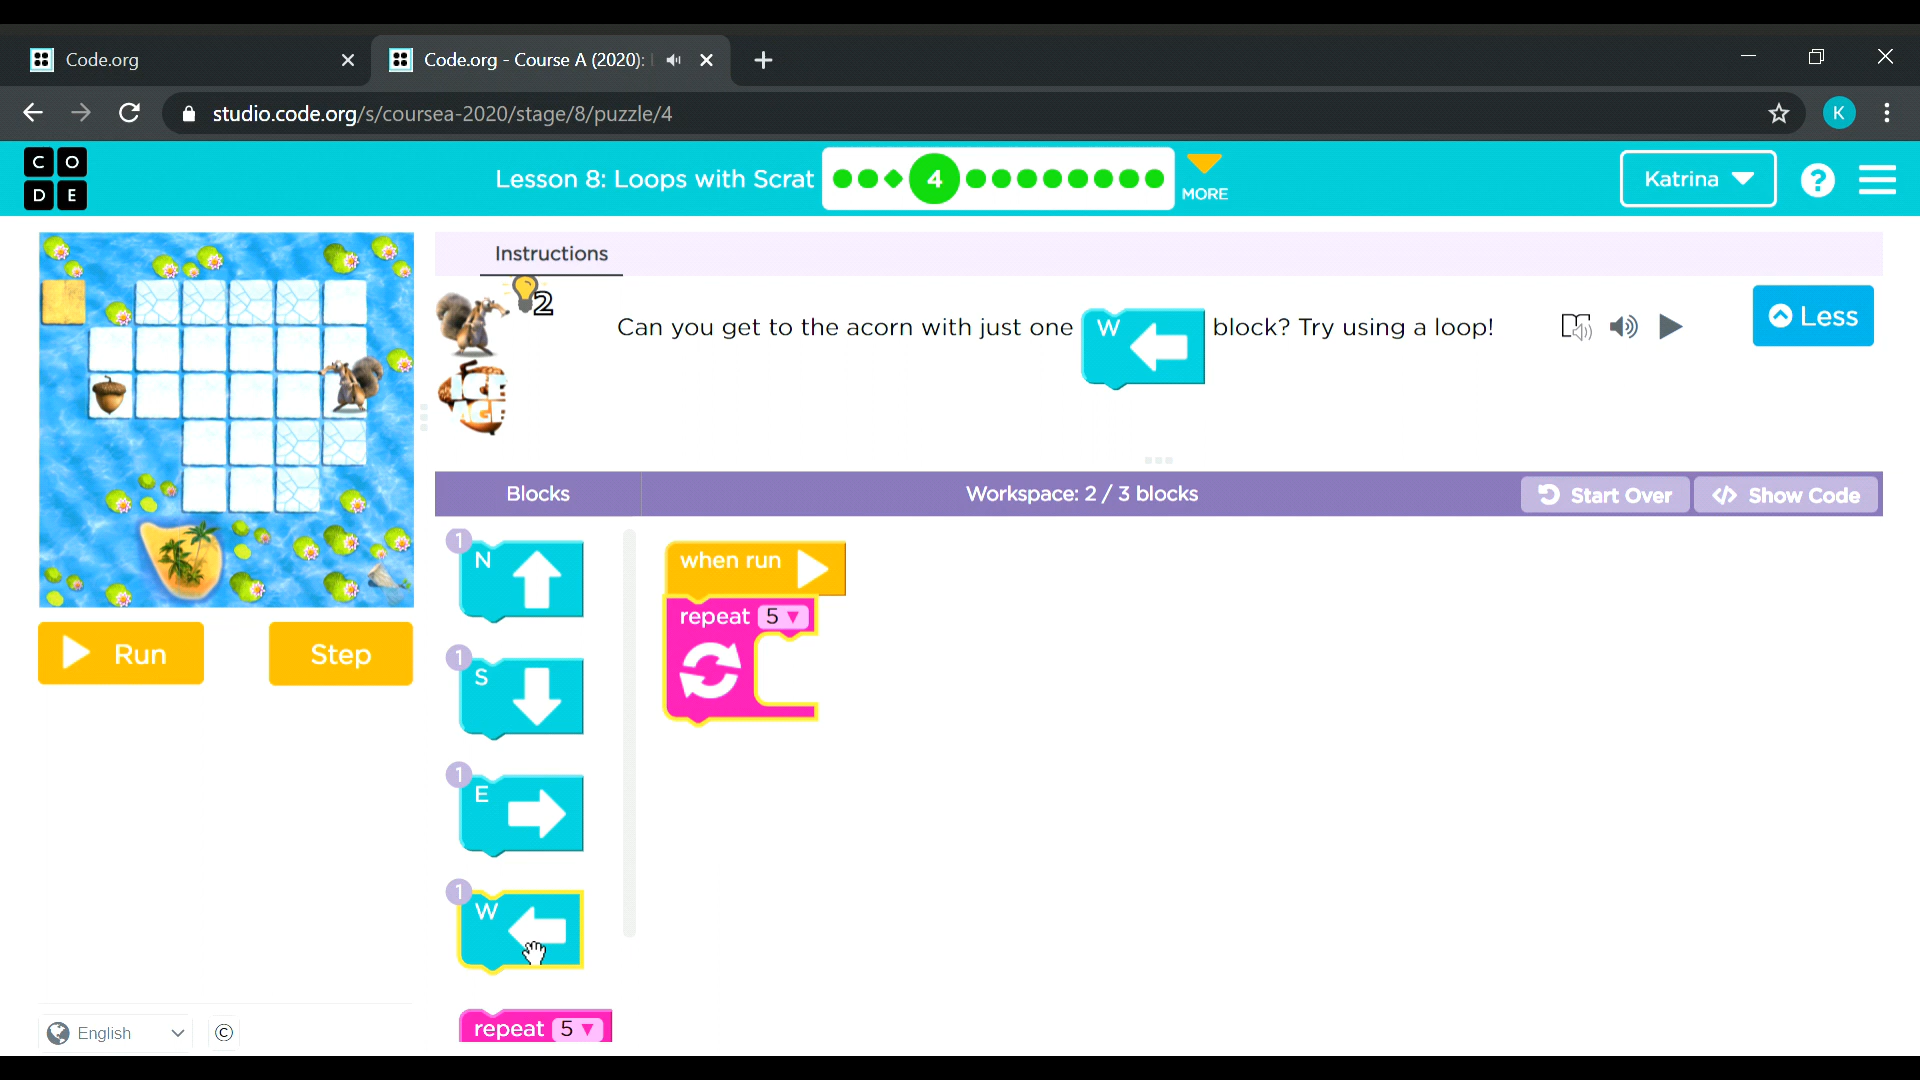 Code.org
Code.org - Course A (2020):
studio.code.org/s/coursea-2020/stage/8/puzzle/4
K
C O
D E
Lesson 8: Loops with Scrat
4
MORE
Katrina
?
Instructions
2
Can you get to the acorn with just one W block? Try using a loop!
Less
ICE
AGE
Blocks
Workspace: 2 / 3 blocks
Start Over
</> Show Code
1
N
when run
repeat 5
1
S
Run
Step
1
E
1
W
repeat 5
English
©